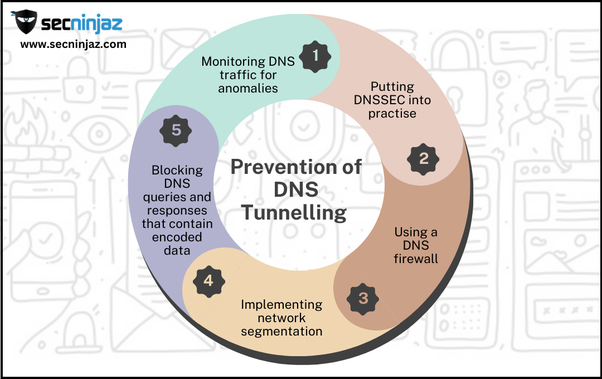 secninjaz
www.secninjaz.com
Prevention of
DNS
Tunnelling
1
Monitoring DNS
traffic for
anomalies
Putting
DNSSEC into
practise
2
Using a
DNS
firewall
3
4
Implementing
network
segmentation
5
Blocking
DNS
queries and
responses
that contain
encoded
data